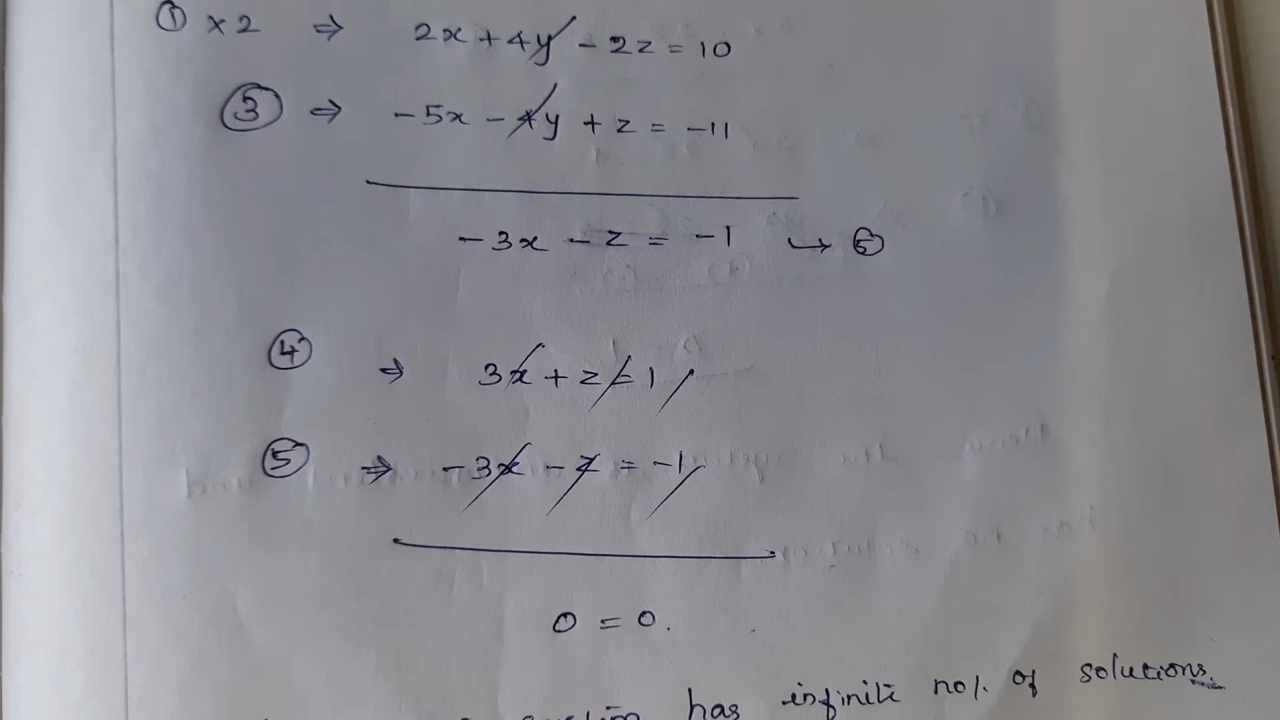 ① × 2 ⇒ 2x + 4y - 2z = 10
③ ⇒ -5x - 4y + z = -11
-3x - z = -1 ↪ ⑤
④ ⇒ 3x + z = 1
⑤ ⇒ -3x - z = -1
0 = 0.
has infinite no/. of solutions.